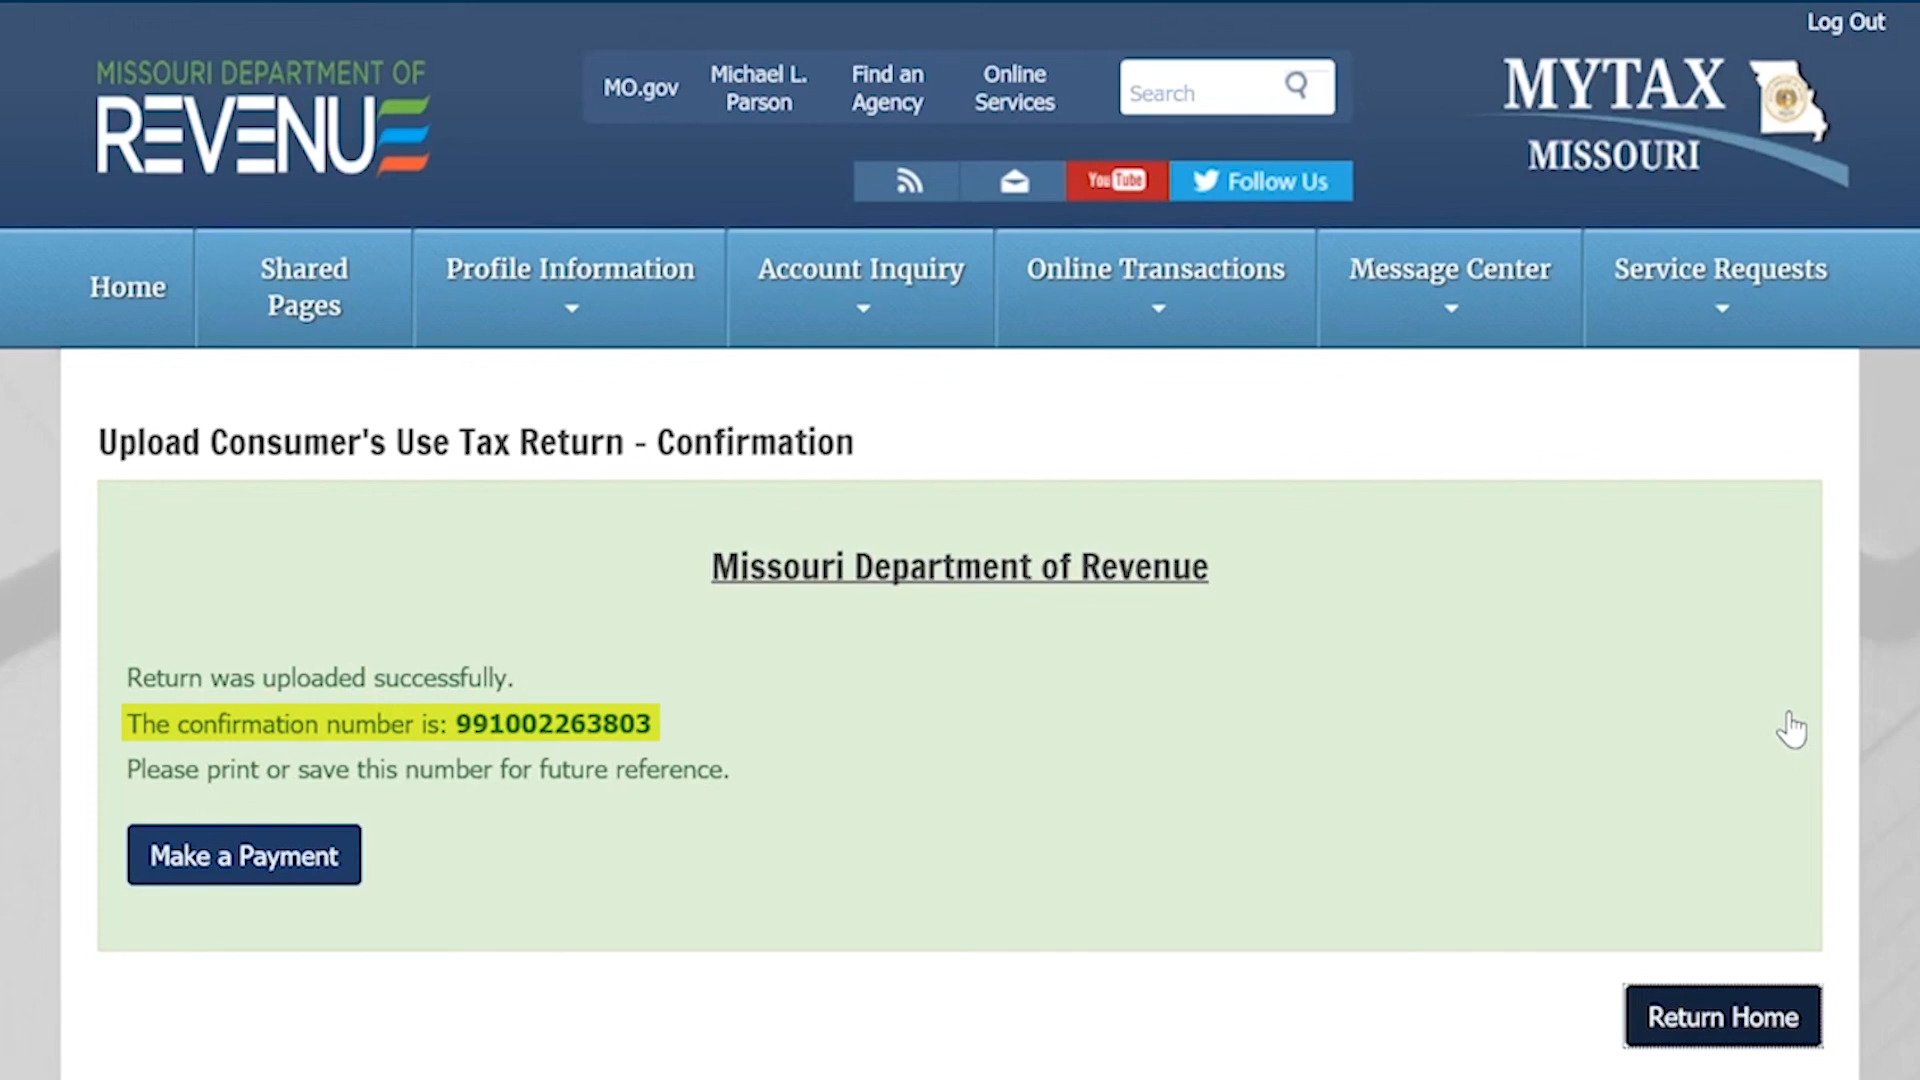 Log Out
MISSOURI DEPARTMENT OF
REVENUE
MO.gov
Michael L.
Parson
Find an
Agency
Online
Services
Search
MYTAX
MISSOURI
YouTube
Follow Us
Home
Shared
Pages
Profile Information
Account Inquiry
Online Transactions
Message Center
Service Requests
Upload Consumer's Use Tax Return - Confirmation
Missouri Department of Revenue
Return was uploaded successfully.
The confirmation number is: 991002263803
Please print or save this number for future reference.
Make a Payment
Return Home